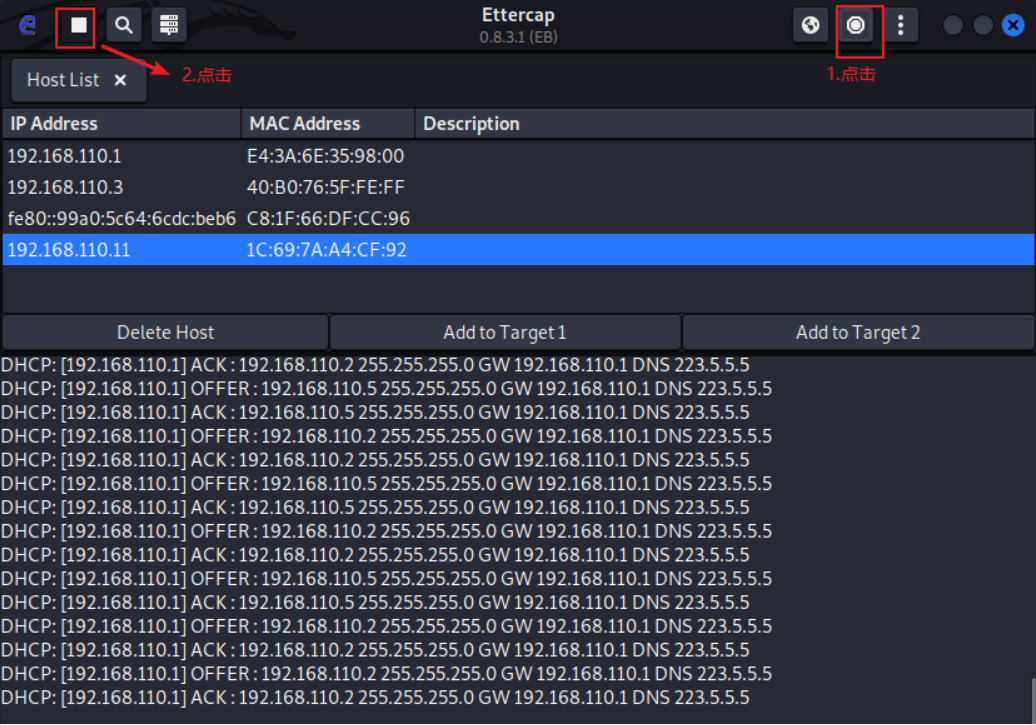 Ettercap
0.8.3.1 (EB)
2.点击
1.点击
Host List
IP Address MAC Address Description
192.168.110.1 E4:3A:6E:35:98:00
192.168.110.3 40:B0:76:5F:FE:FF
fe80::99a0:5c64:6cdc:beb6 C8:1F:66:DF:CC:96
192.168.110.11 1C:69:7A:A4:CF:92
Delete Host Add to Target 1 Add to Target 2
DHCP: [192.168.110.1] ACK : 192.168.110.2 255.255.255.0 GW 192.168.110.1 DNS 223.5.5.5
DHCP: [192.168.110.1] OFFER : 192.168.110.5 255.255.255.0 GW 192.168.110.1 DNS 223.5.5.5
DHCP: [192.168.110.1] ACK : 192.168.110.5 255.255.255.0 GW 192.168.110.1 DNS 223.5.5.5
DHCP: [192.168.110.1] OFFER : 192.168.110.2 255.255.255.0 GW 192.168.110.1 DNS 223.5.5.5
DHCP: [192.168.110.1] ACK : 192.168.110.2 255.255.255.0 GW 192.168.110.1 DNS 223.5.5.5
DHCP: [192.168.110.1] OFFER : 192.168.110.5 255.255.255.0 GW 192.168.110.1 DNS 223.5.5.5
DHCP: [192.168.110.1] ACK : 192.168.110.5 255.255.255.0 GW 192.168.110.1 DNS 223.5.5.5
DHCP: [192.168.110.1] OFFER : 192.168.110.2 255.255.255.0 GW 192.168.110.1 DNS 223.5.5.5
DHCP: [192.168.110.1] ACK : 192.168.110.2 255.255.255.0 GW 192.168.110.1 DNS 223.5.5.5
DHCP: [192.168.110.1] OFFER : 192.168.110.5 255.255.255.0 GW 192.168.110.1 DNS 223.5.5.5
DHCP: [192.168.110.1] ACK : 192.168.110.5 255.255.255.0 GW 192.168.110.1 DNS 223.5.5.5
DHCP: [192.168.110.1] OFFER : 192.168.110.2 255.255.255.0 GW 192.168.110.1 DNS 223.5.5.5
DHCP: [192.168.110.1] ACK : 192.168.110.2 255.255.255.0 GW 192.168.110.1 DNS 223.5.5.5
DHCP: [192.168.110.1] OFFER : 192.168.110.2 255.255.255.0 GW 192.168.110.1 DNS 223.5.5.5
DHCP: [192.168.110.1] ACK : 192.168.110.5 255.255.255.0 GW 192.168.110.1 DNS 223.5.5.5